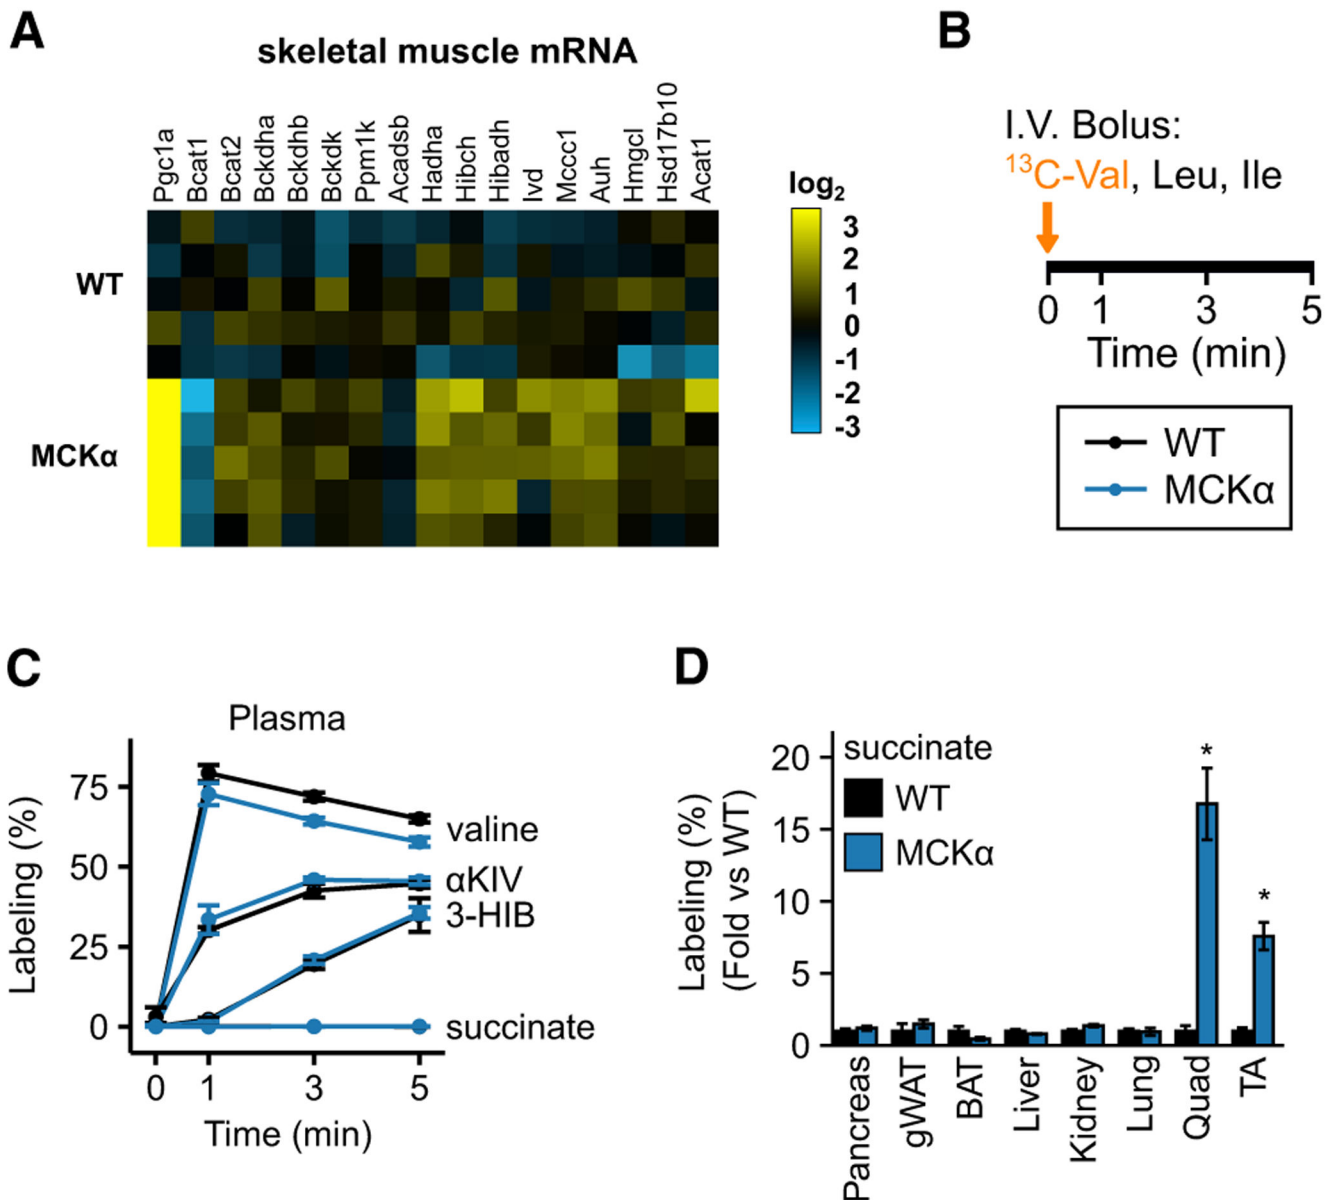 A
skeletal muscle mRNA
Pgc1a
Bcat1
Bcat2
Bckdha
Bckdhb
Bckdk
Ppm1k
Acadsb
Hadha
Hibch
Hibadh
Ivd
Mccc1
Auh
Hmgcl
Hsd17b10
Acat1
WT
MCKα
log2
3
2
1
0
-1
-2
-3
B
I.V. Bolus:
13C-Val, Leu, Ile
0 1 3 5
Time (min)
WT
MCKα
C
Plasma
Labeling (%)
75
50
25
0
valine
αKIV
3-HIB
succinate
0 1 3 5
Time (min)
D
Labeling (%)
(Fold vs WT)
20
15
10
5
0
succinate
WT
MCKα
*
*
Pancreas
gWAT
BAT
Liver
Kidney
Lung
Quad
TA